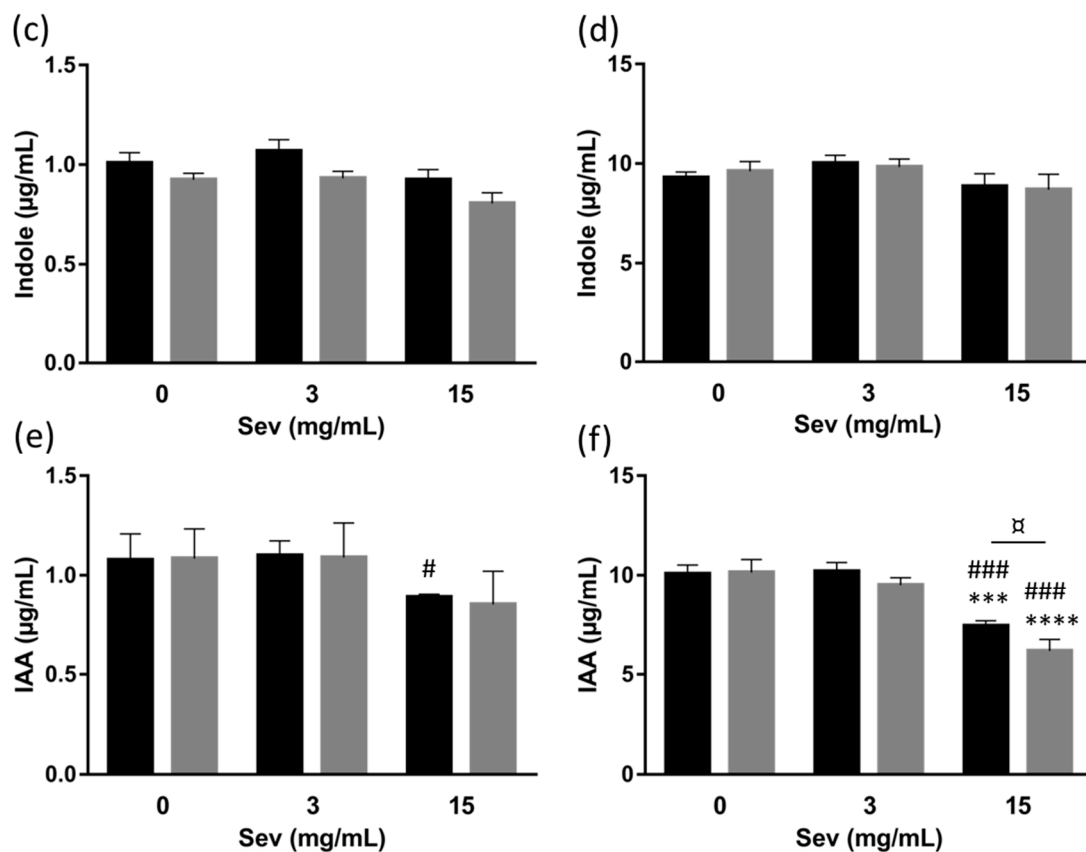 (c)
Indole (µg/mL)
1.5
1.0
0.5
0.0
0 3 15
Sev (mg/mL)
(d)
Indole (µg/mL)
15
10
5
0
0 3 15
Sev (mg/mL)
(e)
IAA (µg/mL)
1.5
1.0
0.5
0.0
#
0 3 15
Sev (mg/mL)
(f)
IAA (µg/mL)
15
10
5
0
¤
###
***
###
****
0 3 15
Sev (mg/mL)